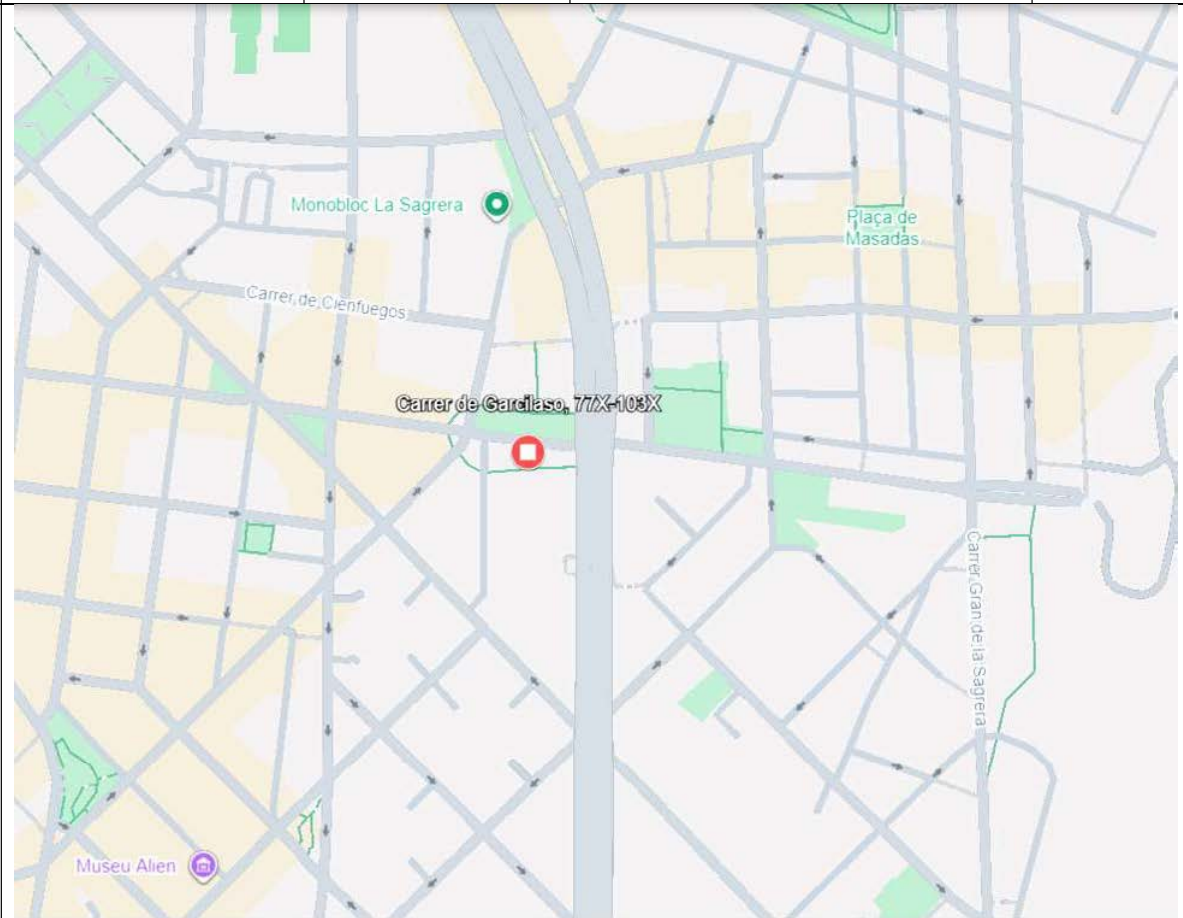 Monobloc La Sagrera
Plaça de
Masadas
Carrer de Cienfuegos
Carrer de Garcilaso, 77X-103X
Carrer Gran de la Sagrera
Museu Alien